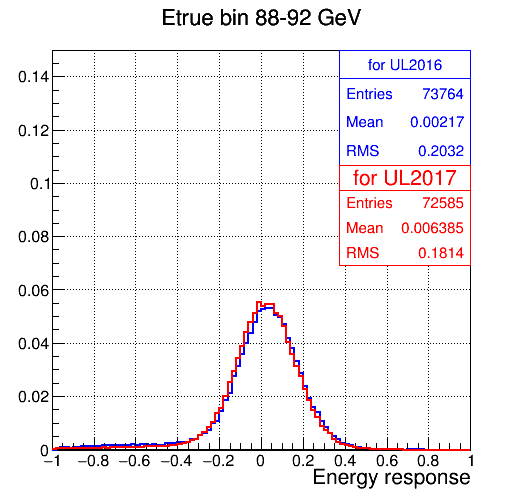 Etrue bin 88-92 GeV
for UL2016
Entries 73764
Mean 0.00217
RMS 0.2032
for UL2017
Entries 72585
Mean 0.006385
RMS 0.1814
0.14
0.12
0.1
0.08
0.06
0.04
0.02
0
−1 −0.8 −0.6 −0.4 −0.2 0 0.2 0.4 0.6 0.8 1
Energy response